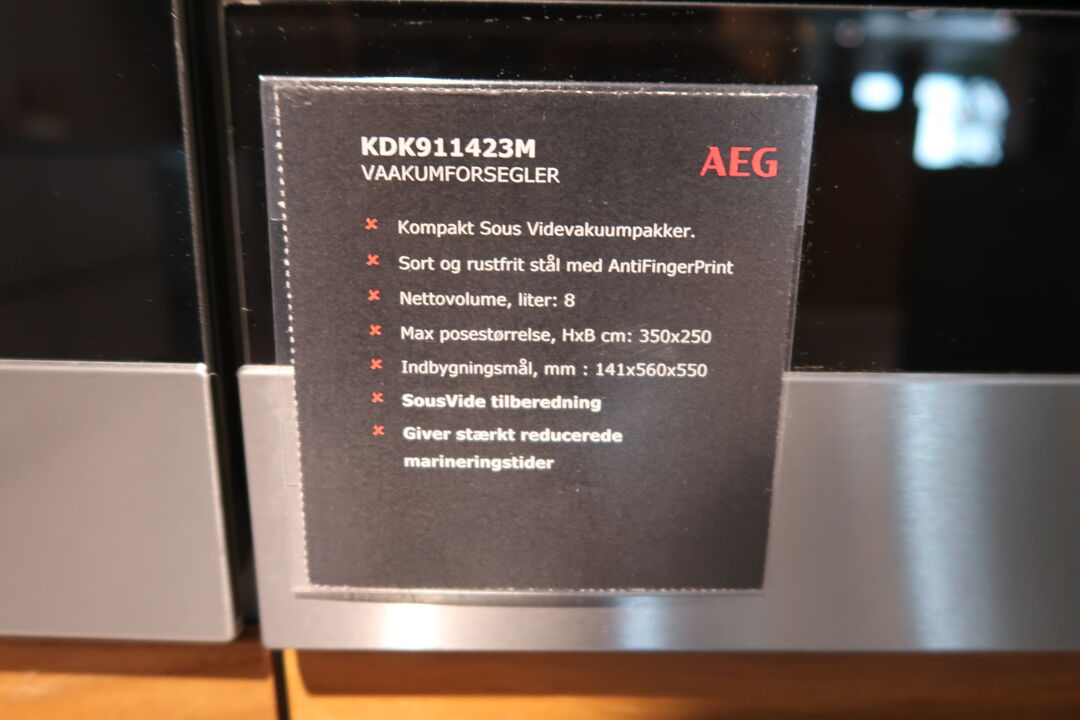 KDK911423M
VAAKUMFORSEGLER
AEG
Kompakt Sous Videvakuumpakker.
Sort og rustfrit stål med AntiFingerPrint
Nettovolume, liter: 8
Max posestørrelse, HxB cm: 350x250
Indbygningsmål, mm : 141x560x550
SousVide tilberedning
Giver stærkt reducerede
marineringstider